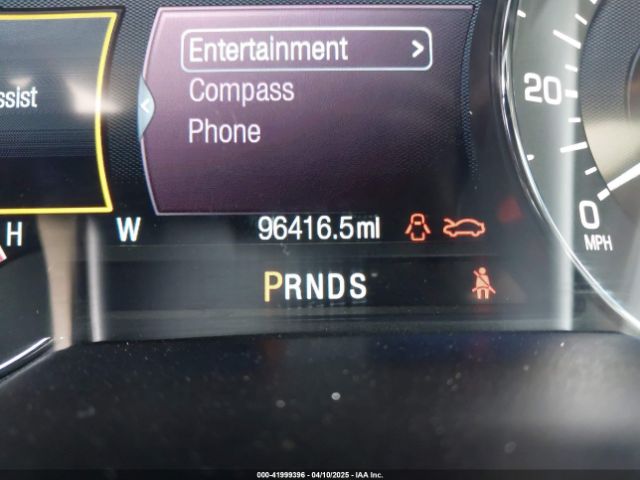 Entertainment >
ssist
Compass
Phone
20
0
MPH
H
W
96416.5mi
PRNDS
000-41999396 - 04/10/2025 - IAA Inc.